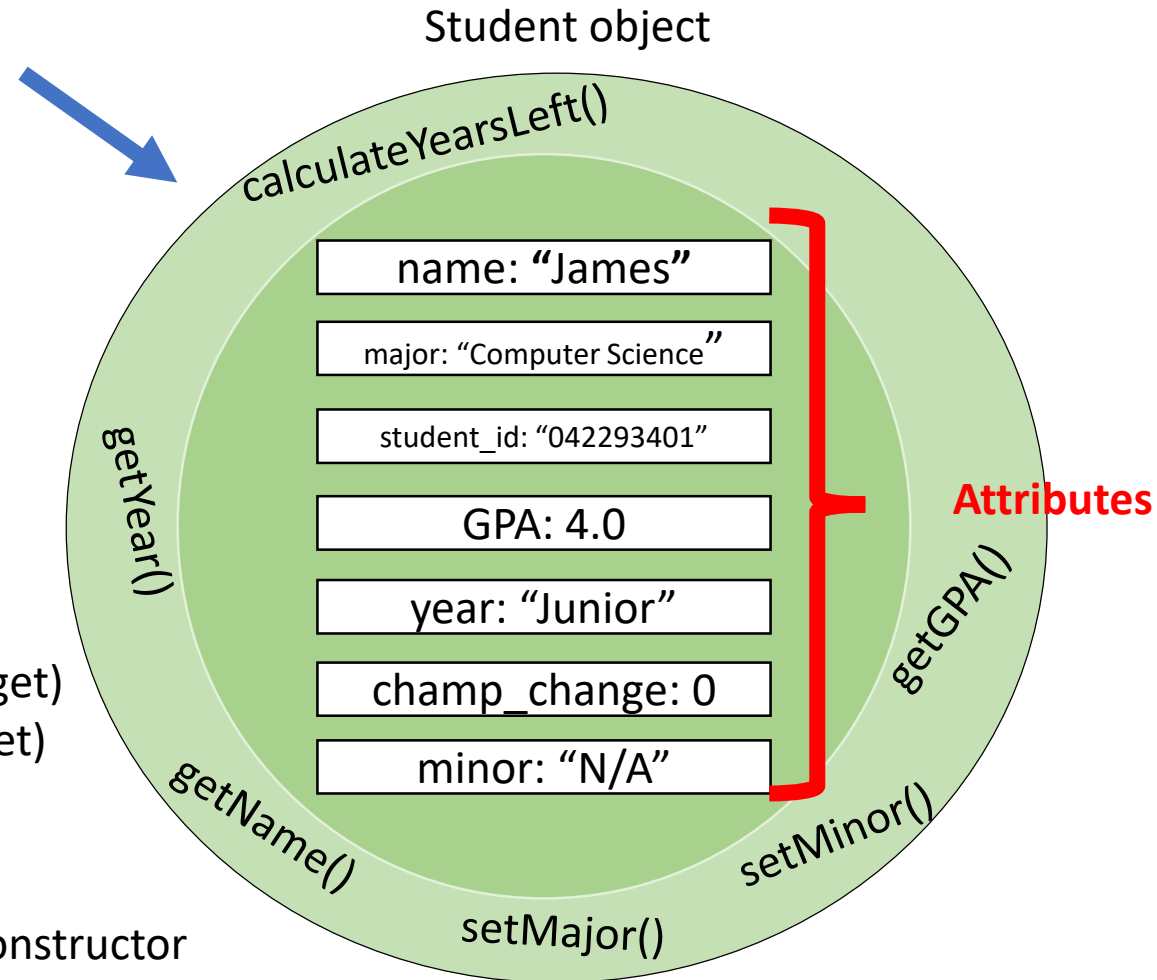 Student object
calculateYearsLeft()
name: “James”
major: “Computer Science”
student_id: “042293401”
getYear()
Attributes
GPA: 4.0
year: “Junior”
getGPA()
get)
champ_change: 0
et)
minor: “N/A”
getName()
setMinor()
setMajor()
onstructor